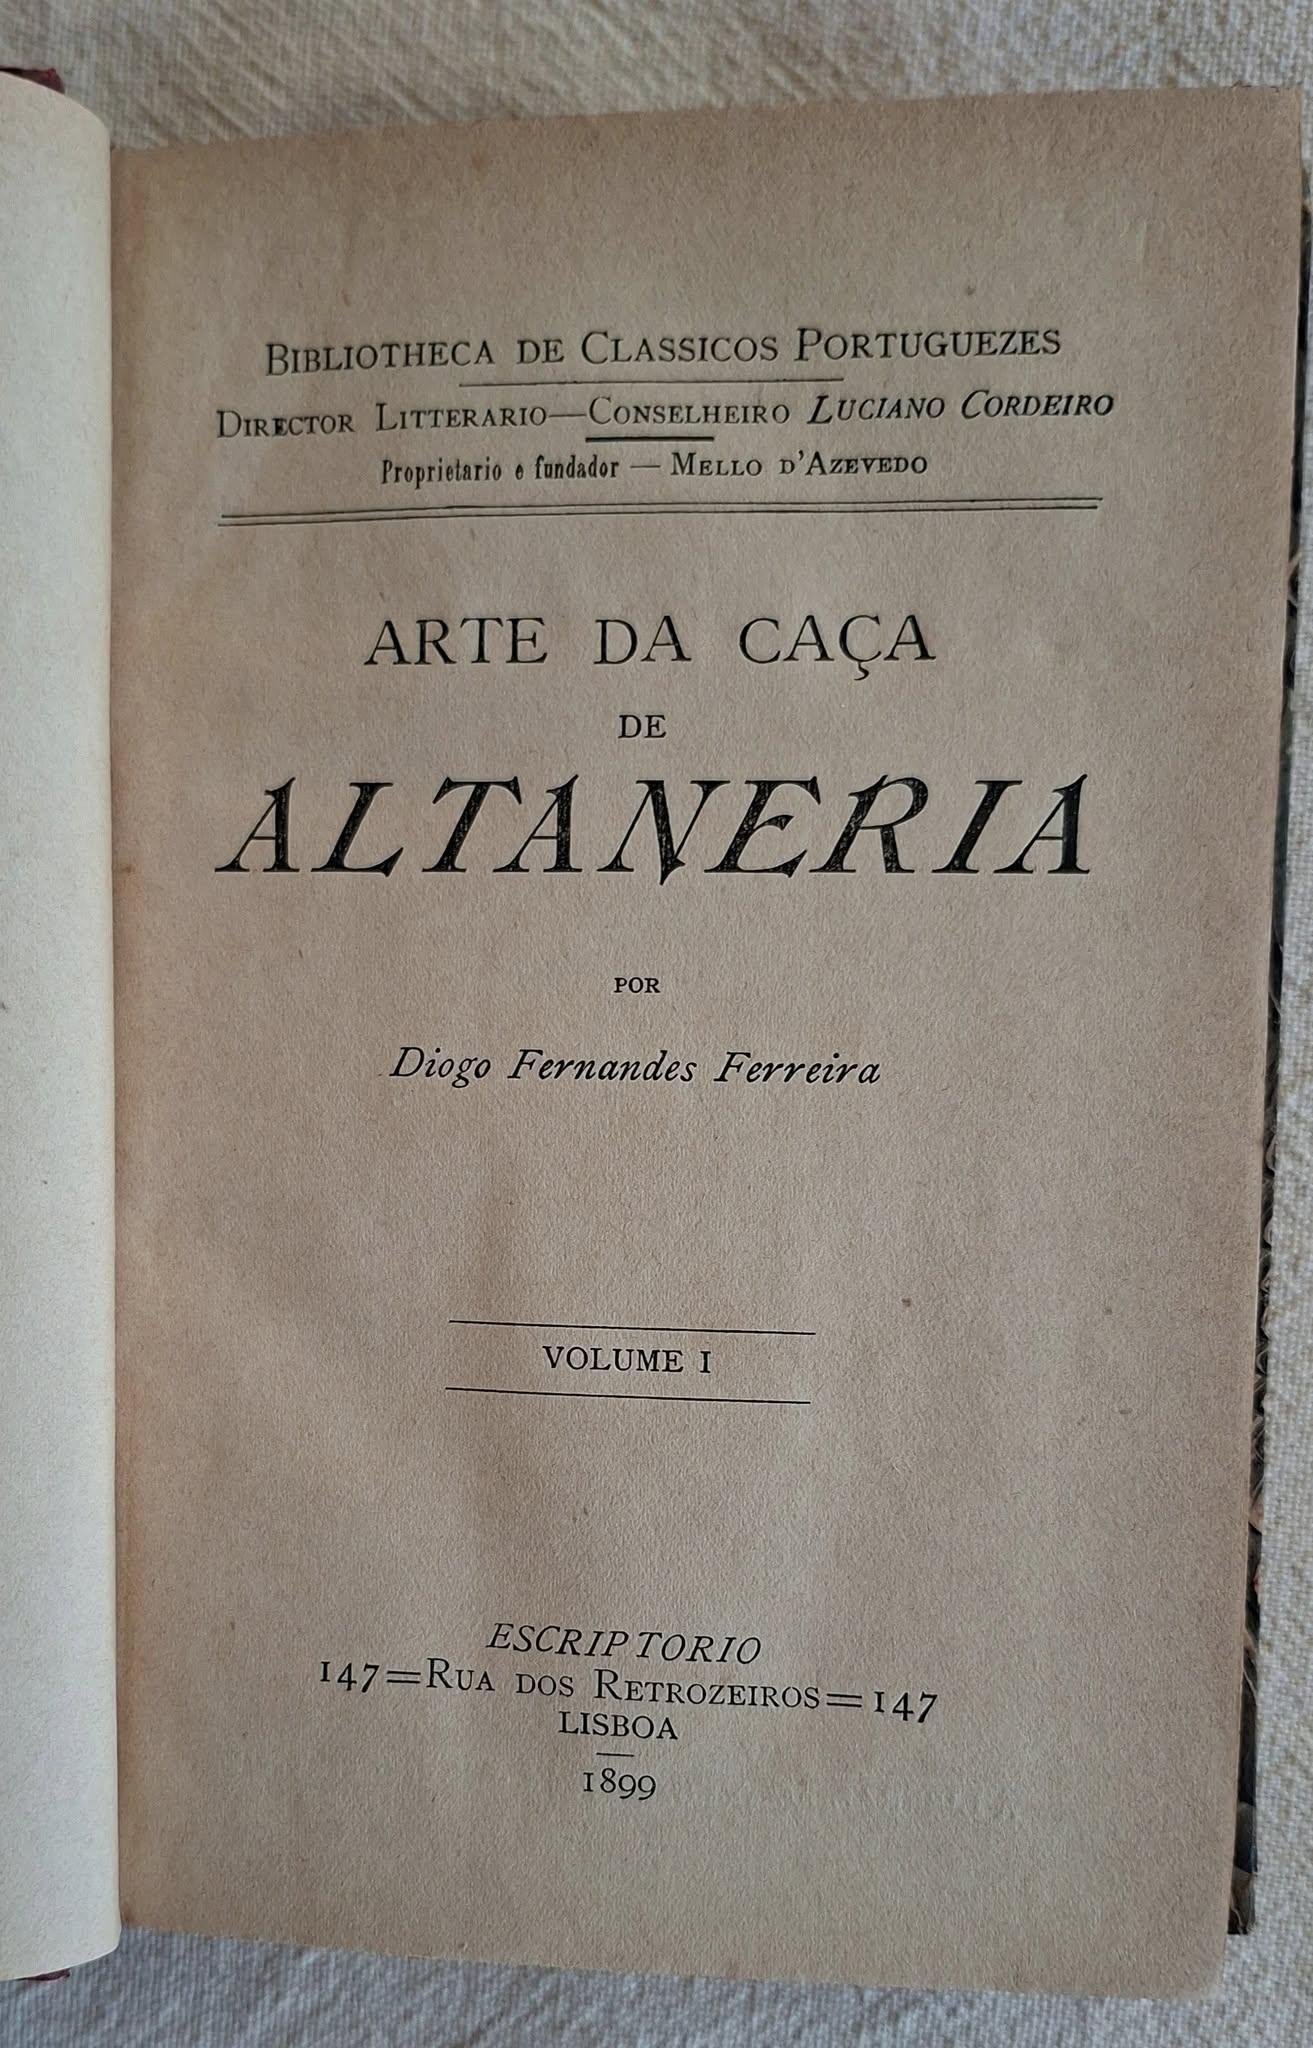 BIBLIOTHECA DE CLASSICOS PORTUGUEZES
DIRECTOR LITTERARIO—CONSELHEIRO LUCIANO CORDEIRO
Proprietario e fundador — MELLO D'AZEVEDO
ARTE DA CAÇA
DE
ALTANERIA
POR
Diogo Fernandes Ferreira
VOLUME I
ESCRIPTORIO
147=RUA DOS RETROZEIROS=147
LISBOA
1899